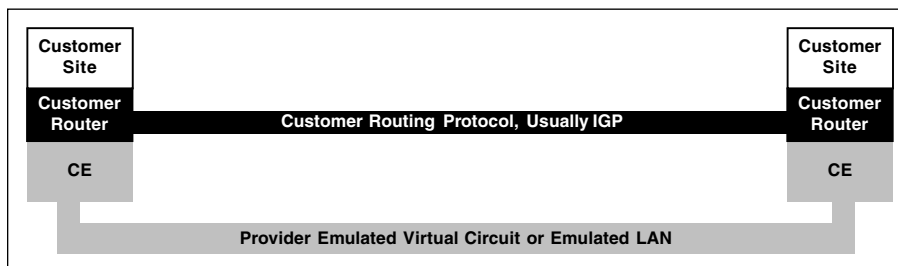 Customer
Site
Customer
Site
Customer
Router
Customer Routing Protocol, Usually IGP
Customer
Router
CE
CE
Provider Emulated Virtual Circuit or Emulated LAN